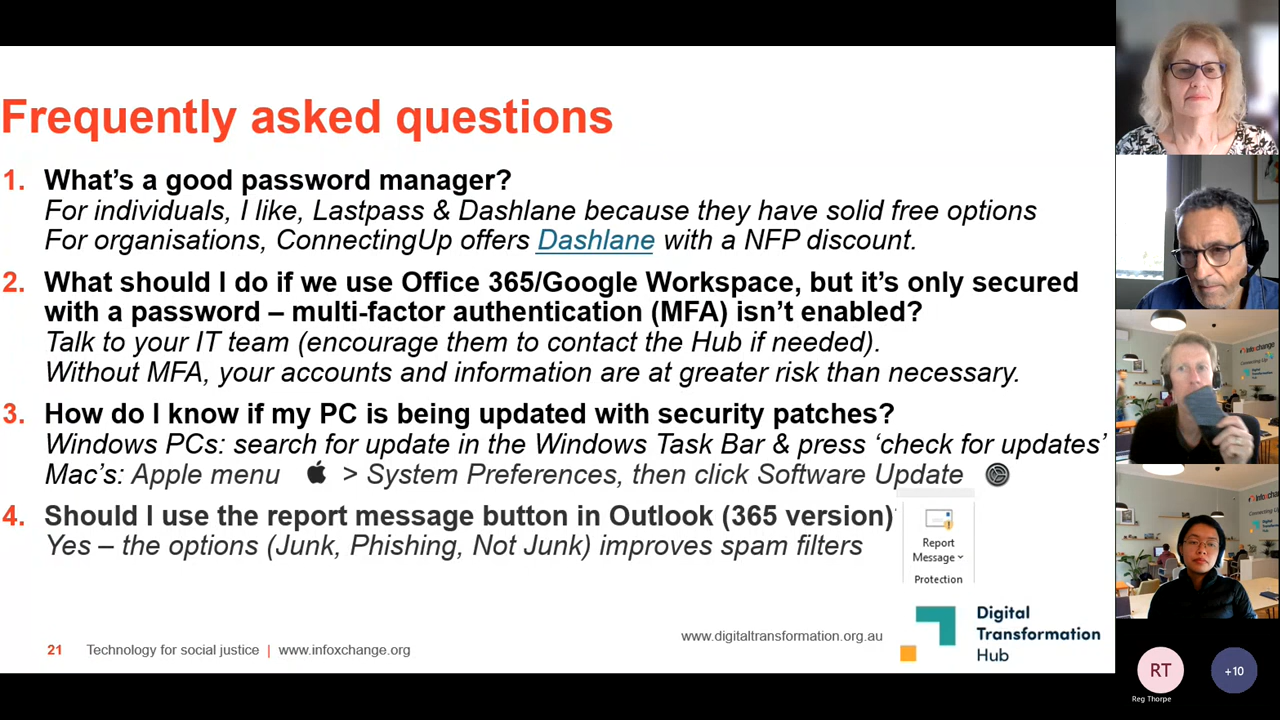 Frequently asked questions
1. What's a good password manager?
For individuals, I like, Lastpass & Dashlane because they have solid free options
For organisations, ConnectingUp offers Dashlane with a NFP discount.
2. What should I do if we use Office 365/Google Workspace, but it's only secured
with a password – multi-factor authentication (MFA) isn't enabled?
Talk to your IT team (encourage them to contact the Hub if needed).
Without MFA, your accounts and information are at greater risk than necessary.
3. How do I know if my PC is being updated with security patches?
Windows PCs: search for update in the Windows Task Bar & press 'check for updates'
Mac's: Apple menu > System Preferences, then click Software Update
4. Should I use the report message button in Outlook (365 version)
Yes – the options (Junk, Phishing, Not Junk) improves spam filters
Report
Message
Protection
21 Technology for social justice | www.infoxchange.org
www.digitaltransformation.org.au
Digital
Transformation
Hub
infoxchange
RT
Reg Thorpe
+10